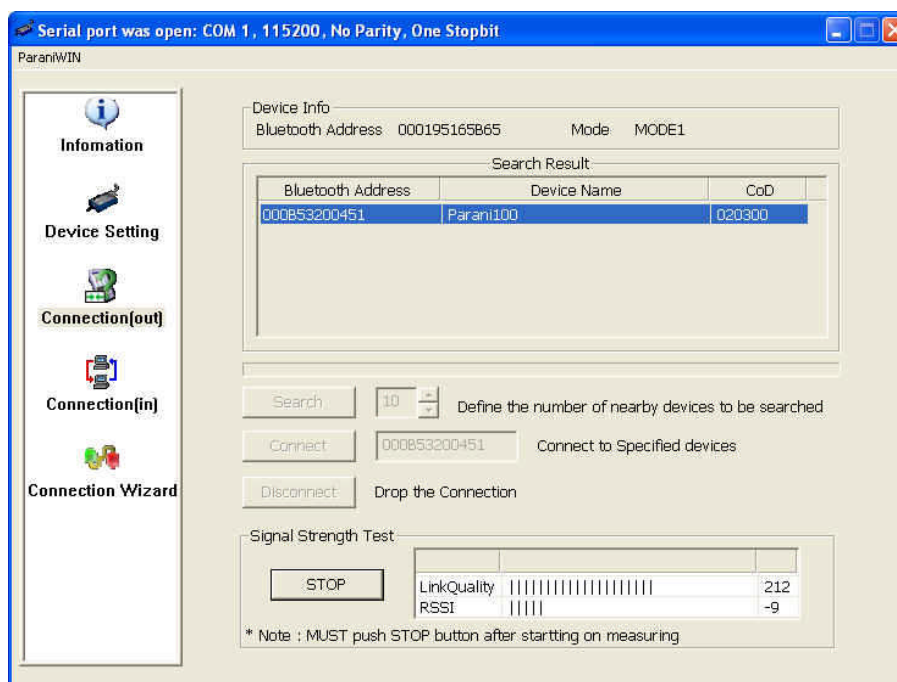 Serial port was open: COM 1, 115200, No Parity, One Stopbit
ParaniWIN
Infomation
Device Setting
Connection(out)
Connection(in)
Connection Wizard
Device Info
Bluetooth Address 000195165B65 Mode MODE1
Search Result
Bluetooth Address Device Name CoD
000B53200451 Parani100 020300
Search 10 Define the number of nearby devices to be searched
Connect 000B53200451 Connect to Specified devices
Disconnect Drop the Connection
Signal Strength Test
STOP
LinkQuality |||||||||||||||||||| 212
RSSI ||||| -9
* Note : MUST push STOP button after startting on measuring